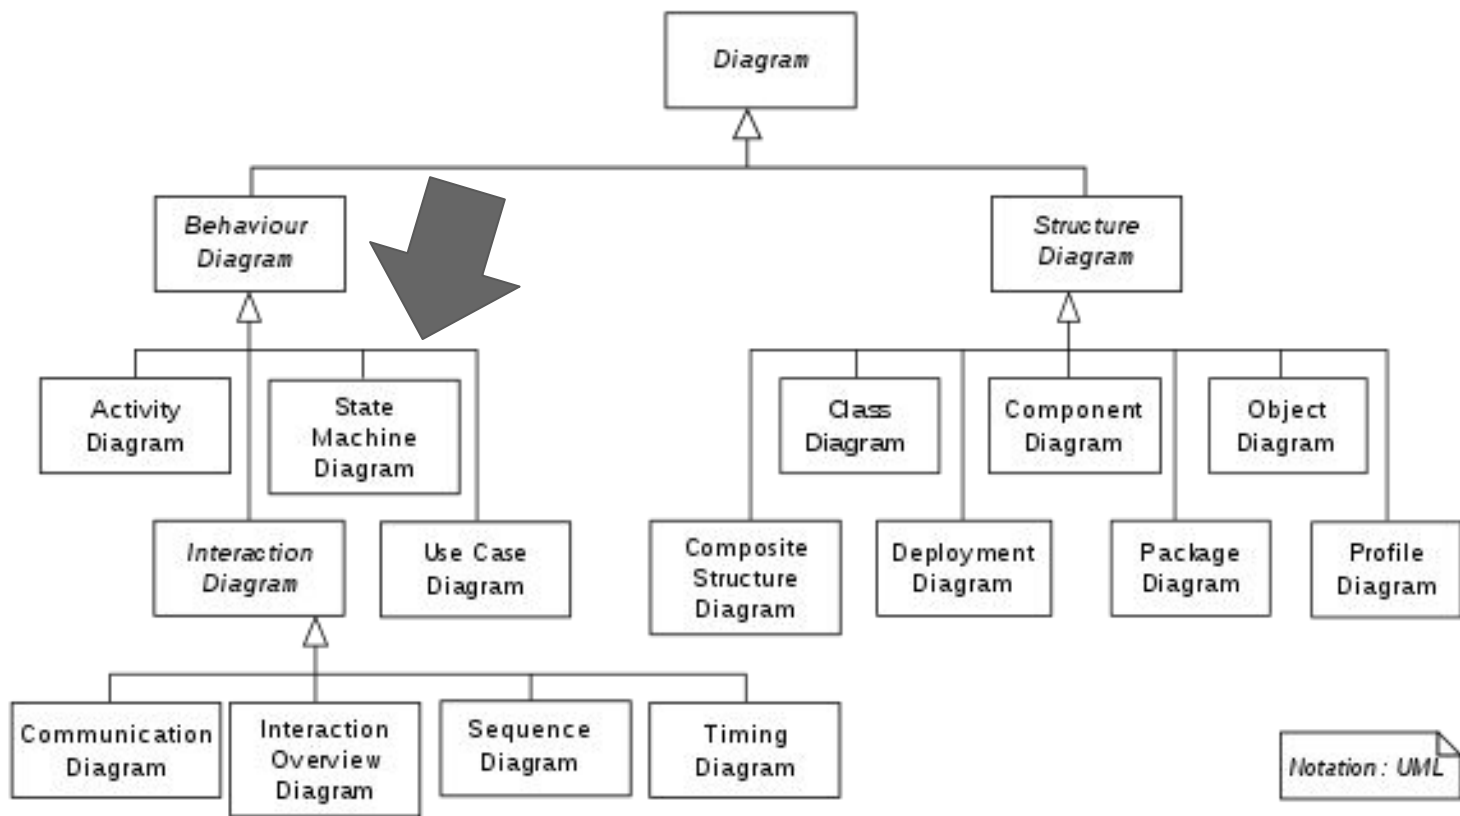 Diagram
Behaviour
Diagram
Structure
Diagram
Activity
Diagram
State
Machine
Diagram
Class
Diagram
Component
Diagram
Object
Diagram
Interaction
Diagram
Use Case
Diagram
Composite
Structure
Diagram
Deployment
Diagram
Package
Diagram
Profile
Diagram
Communication
Diagram
Interaction
Overview
Diagram
Sequence
Diagram
Timing
Diagram
Notation: UML